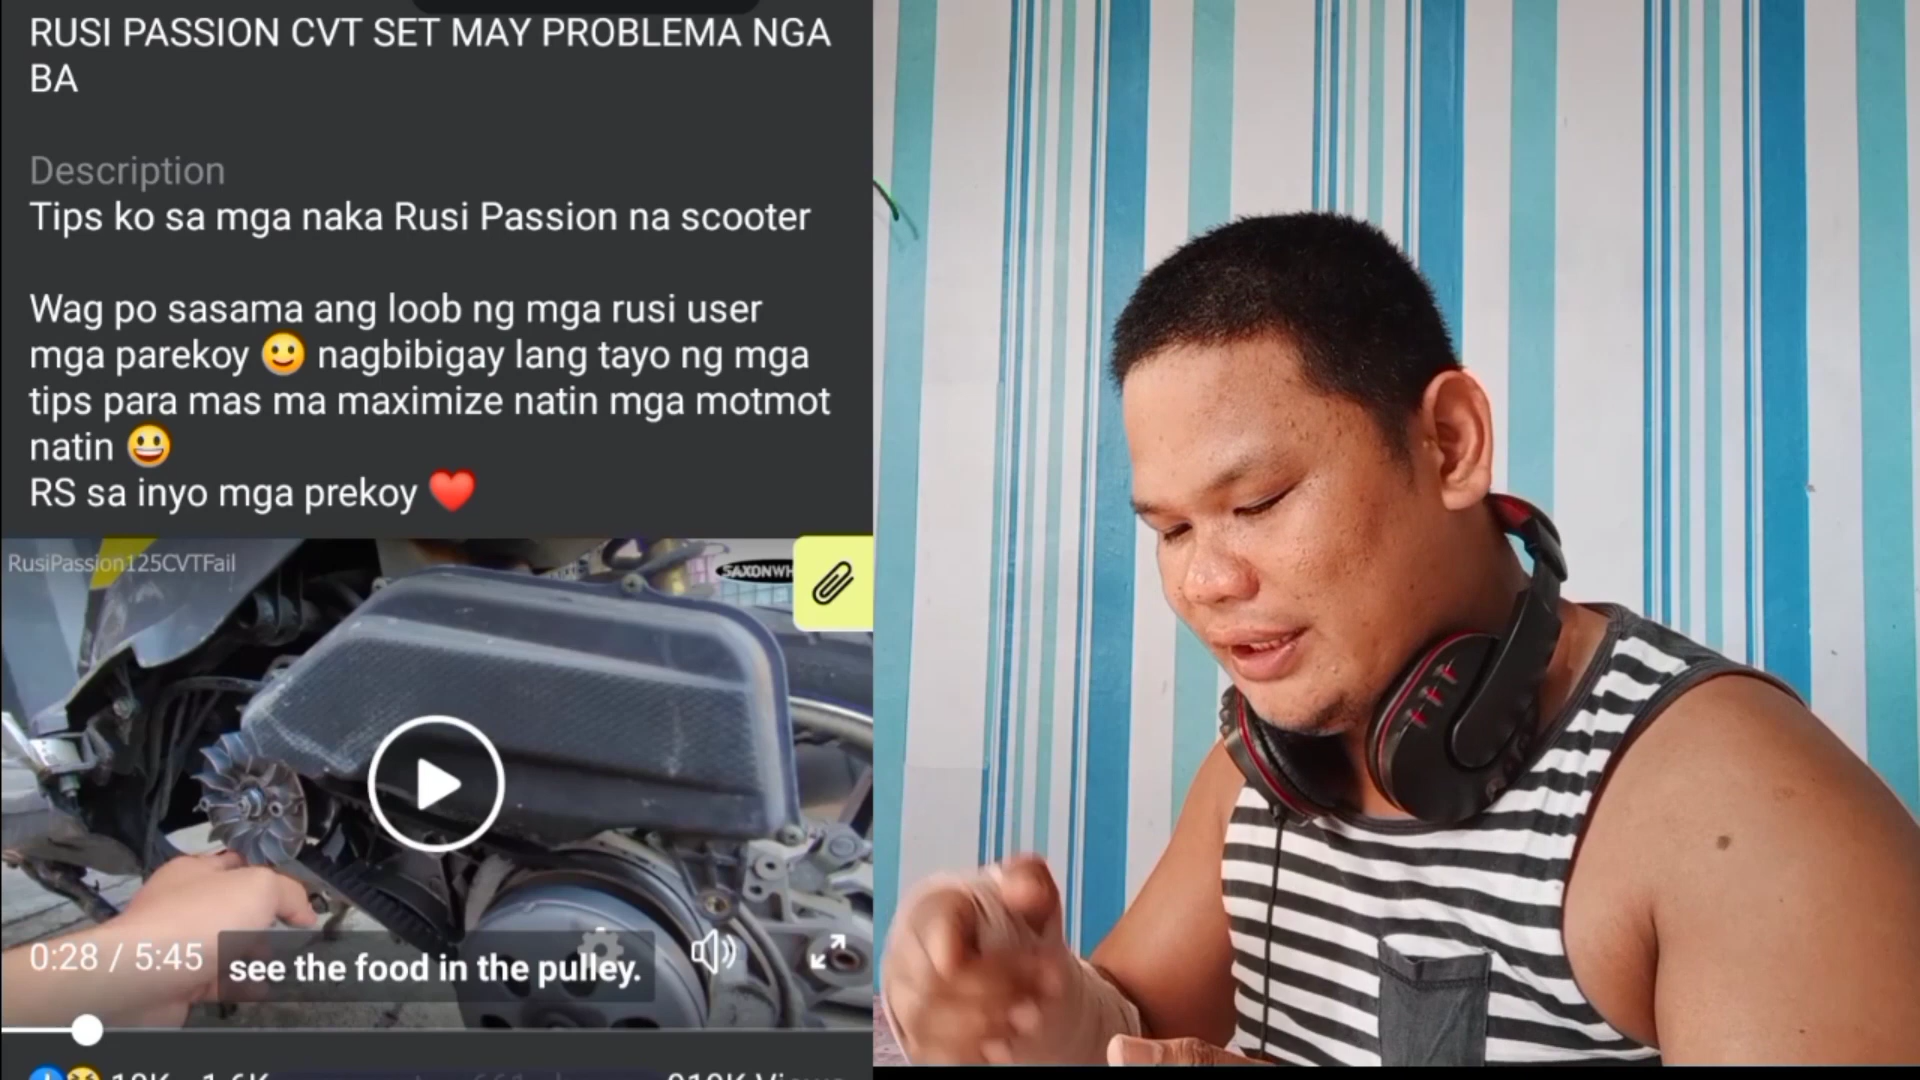 RUSI PASSION CVT SET MAY PROBLEMA NGA
BA
Description
Tips ko sa mga naka Rusi Passion na scooter
Wag po sasama ang loob ng mga rusi user
mga parekoy 🙂 nagbibigay lang tayo ng mga
tips para mas ma maximize natin mga motmot
natin 😀
RS sa inyo mga prekoy ❤️
RusiPassion125CVTFail
SAXONWH
0:28 / 5:45
see the food in the pulley.